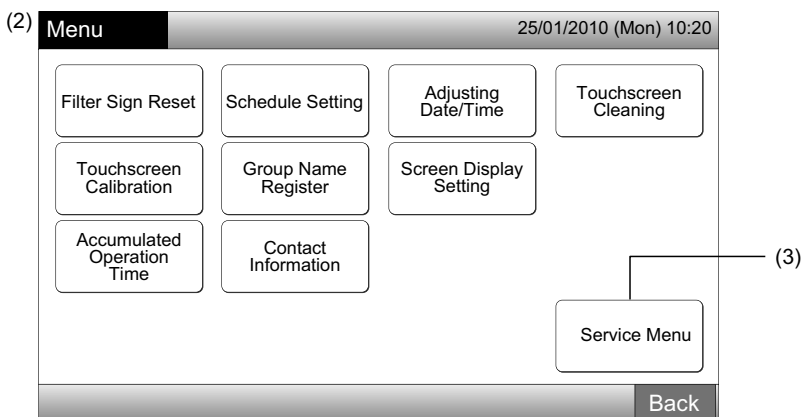 (2)
Menu
25/01/2010 (Mon) 10:20
Filter Sign Reset
Schedule Setting
Adjusting
Date/Time
Touchscreen
Cleaning
Touchscreen
Calibration
Group Name
Register
Screen Display
Setting
Accumulated
Operation
Time
Contact
Information
(3)
Service Menu
Back